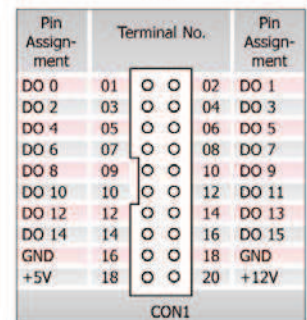 Pin Assign-ment Terminal No. Pin Assign-ment
DO 0 01 02 DO 1
DO 2 03 04 DO 3
DO 4 05 06 DO 5
DO 6 07 08 DO 7
DO 8 09 10 DO 9
DO 10 10 12 DO 11
DO 12 12 14 DO 13
DO 14 14 16 DO 15
GND 16 18 GND
+5V 18 20 +12V
CON1